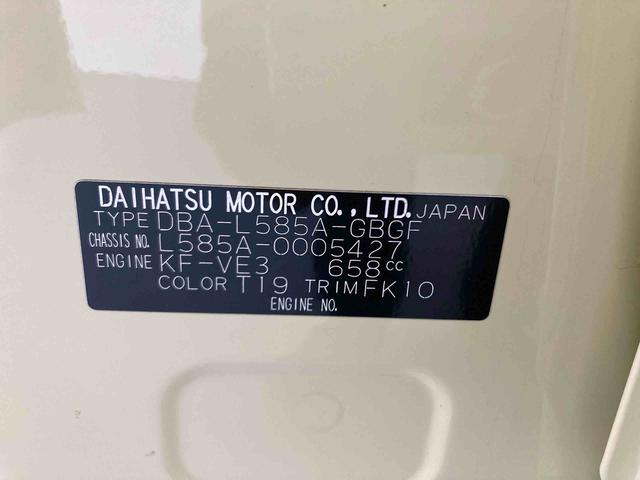 DAIHATSU MOTOR CO., LTD. JAPAN
TYPE DBA-L585A-GBGF
CHASSIS NO. L585A-0005427
ENGINE KF-VE3 658cc
COLOR T19 TRIM FK10
ENGINE NO.